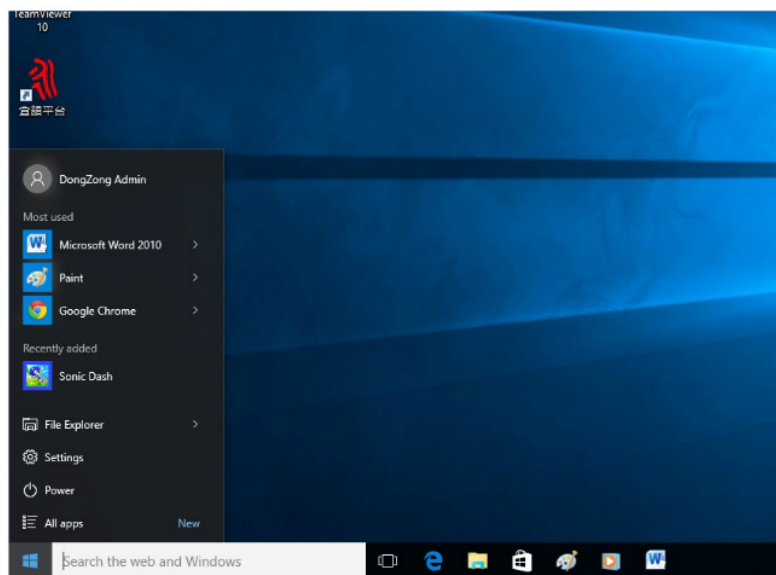 TeamViewer
10
倉頡平台
DongZong Admin
Most used
Microsoft Word 2010
Paint
Google Chrome
Recently added
Sonic Dash
File Explorer
Settings
Power
All apps New
Search the web and Windows